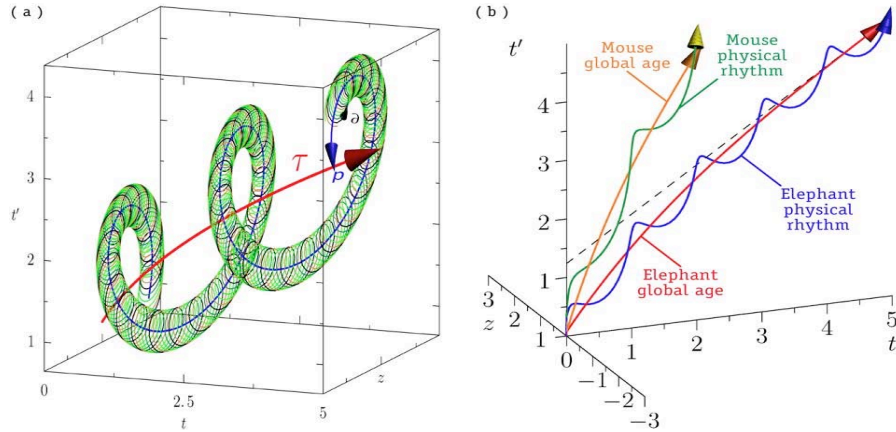 ( a )
t′
4
3
2
1
0
2.5
5
t
z
τ
p
∂
( b )
t′
4
3
2
1
Mouse
global age
Mouse
physical
rhythm
Elephant
physical
rhythm
Elephant
global age
3
2
1
z
0
−1
−2
−3
1
2
3
4
5
t